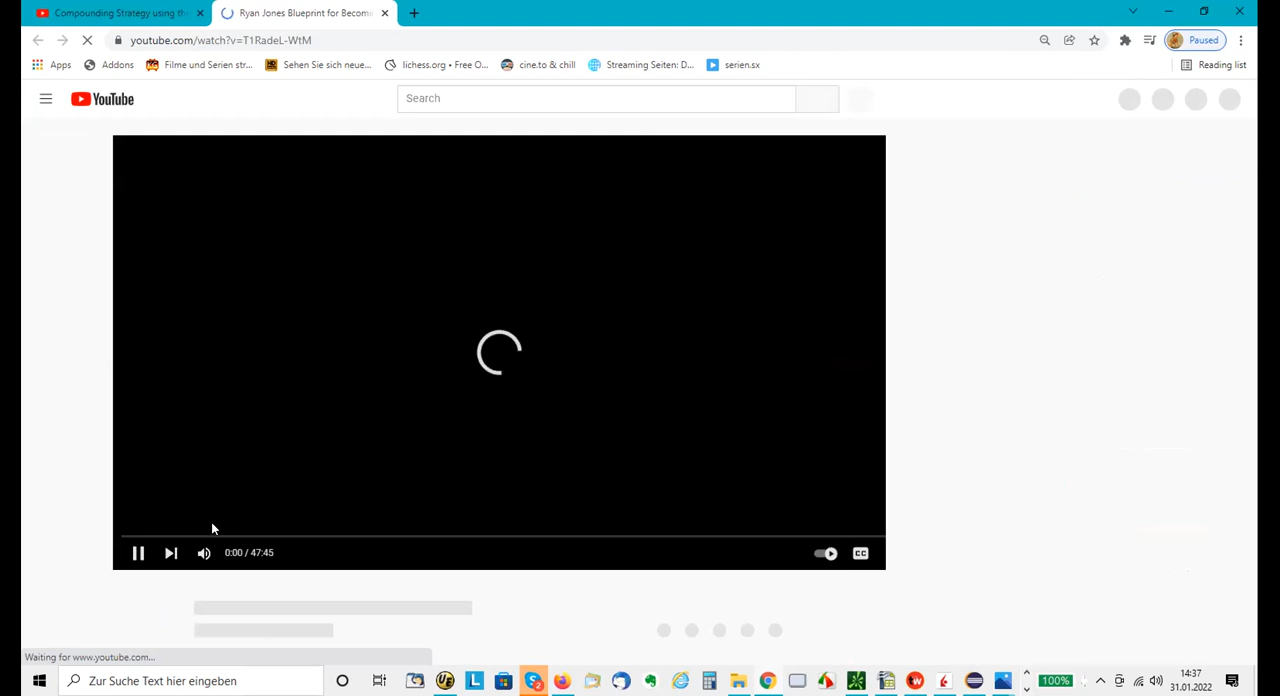 Compounding Strategy using th
Ryan Jones Blueprint for Becomi
youtube.com/watch?v=T1RadeL-WtM
Paused
Apps
Addons
Filme und Serien str...
Sehen Sie sich neue...
lichess.org • Free O...
cine.to & chill
Streaming Seiten: D...
serien.sx
Reading list
YouTube
Search
0:00 / 47:45
CC
Waiting for www.youtube.com...
Zur Suche Text hier eingeben
100%
14:37
31.01.2022